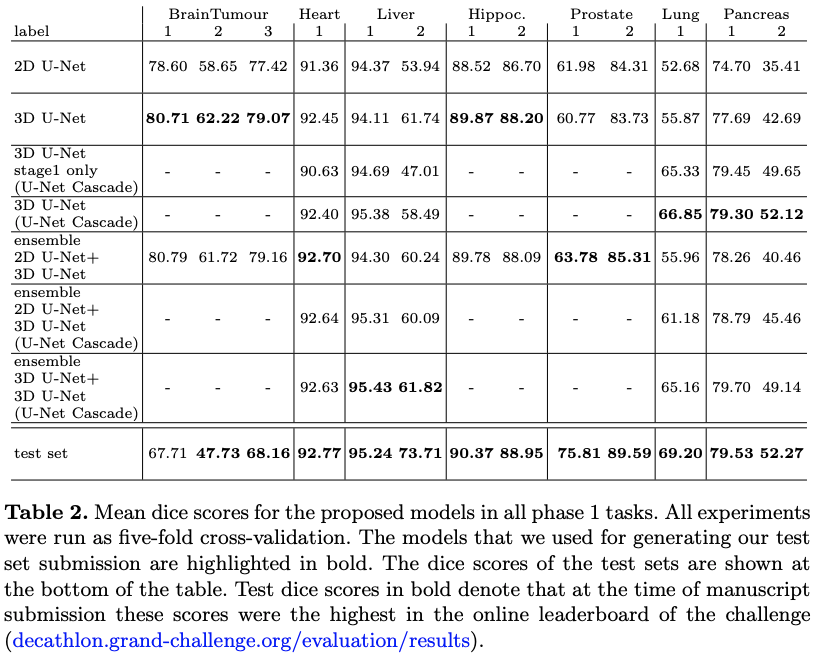 BrainTumour Heart Liver Hippoc. Prostate Lung Pancreas
label 1 2 3 1 1 2 1 2 1 2 1 1 2
2D U-Net 78.60 58.65 77.42 91.36 94.37 53.94 88.52 86.70 61.98 84.31 52.68 74.70 35.41
3D U-Net 80.71 62.22 79.07 92.45 94.11 61.74 89.87 88.20 60.77 83.73 55.87 77.69 42.69
3D U-Net
stage1 only
(U-Net Cascade)
- - - 90.63 94.69 47.01 - - - - 65.33 79.45 49.65
3D U-Net
(U-Net Cascade)
- - - 92.40 95.38 58.49 - - - - 66.85 79.30 52.12
ensemble
2D U-Net+
3D U-Net
80.79 61.72 79.16 92.70 94.30 60.24 89.78 88.09 63.78 85.31 55.96 78.26 40.46
ensemble
2D U-Net+
3D U-Net
(U-Net Cascade)
- - - 92.64 95.31 60.09 - - - - 61.18 78.79 45.46
ensemble
3D U-Net+
3D U-Net
(U-Net Cascade)
- - - 92.63 95.43 61.82 - - - - 65.16 79.70 49.14
test set 67.71 47.73 68.16 92.77 95.24 73.71 90.37 88.95 75.81 89.59 69.20 79.53 52.27
Table 2. Mean dice scores for the proposed models in all phase 1 tasks. All experiments
were run as five-fold cross-validation. The models that we used for generating our test
set submission are highlighted in bold. The dice scores of the test sets are shown at
the bottom of the table. Test dice scores in bold denote that at the time of manuscript
submission these scores were the highest in the online leaderboard of the challenge
(decathlon.grand-challenge.org/evaluation/results).